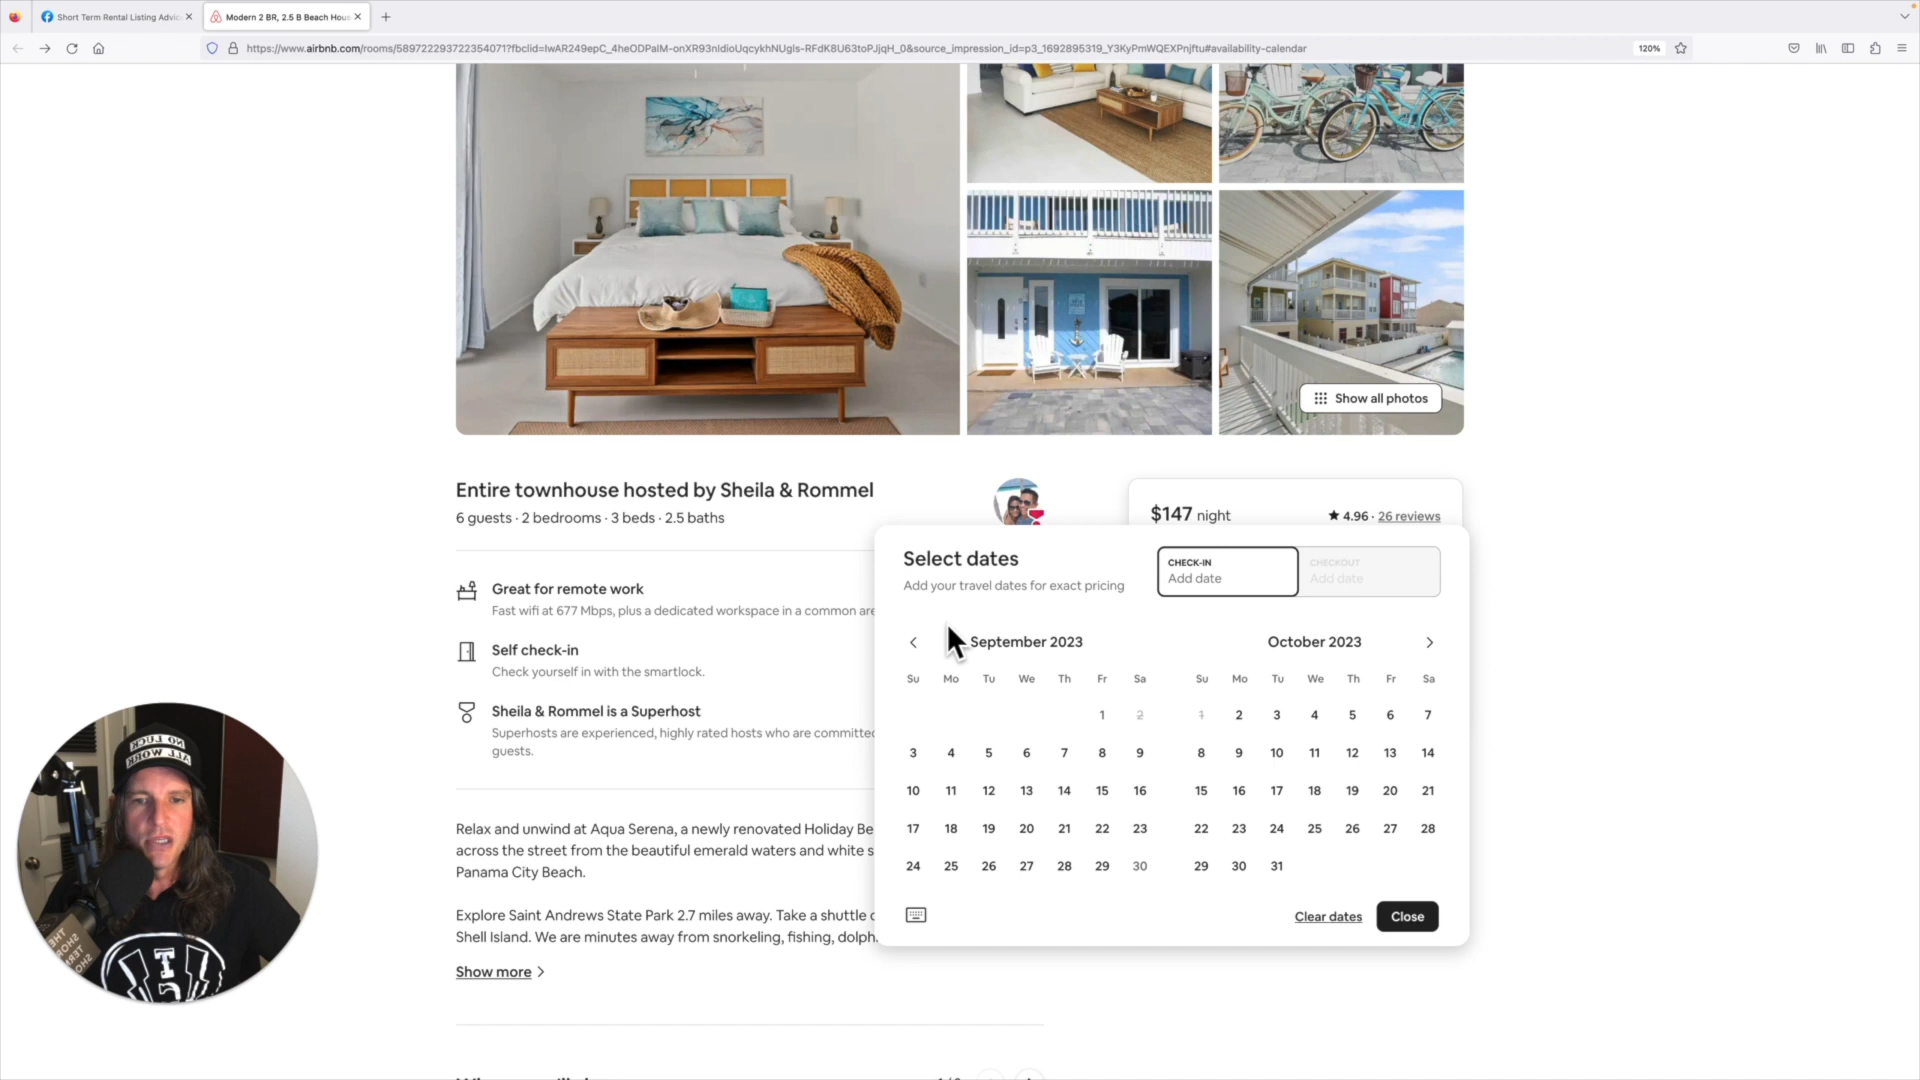 Short Term Rental Listing Advic
Modern 2 BR, 2.5 B Beach Hous
https://www.airbnb.com/rooms/589722293722354071?fbclid=IwAR249epC_4heODPaIM-onXR93nIdioUqcykhNUgls-RFdK8U63toPJjqH_0&source_impression_id=p3_1692895319_Y3KyPmWQEXPnjftu#availability-calendar
120%
Show all photos
Entire townhouse hosted by Sheila & Rommel
6 guests · 2 bedrooms · 3 beds · 2.5 baths
$147 night
4.96 · 26 reviews
Great for remote work
Fast wifi at 677 Mbps, plus a dedicated workspace in a common are
Self check-in
Check yourself in with the smartlock.
Sheila & Rommel is a Superhost
Superhosts are experienced, highly rated hosts who are committed
guests.
Relax and unwind at Aqua Serena, a newly renovated Holiday Be
across the street from the beautiful emerald waters and white s
Panama City Beach.
Explore Saint Andrews State Park 2.7 miles away. Take a shuttle
Shell Island. We are minutes away from snorkeling, fishing, dolph
Show more
Select dates
Add your travel dates for exact pricing
CHECK-IN
Add date
CHECKOUT
Add date
September 2023
Su Mo Tu We Th Fr Sa
1 2
3 4 5 6 7 8 9
10 11 12 13 14 15 16
17 18 19 20 21 22 23
24 25 26 27 28 29 30
October 2023
Su Mo Tu We Th Fr Sa
1 2 3 4 5 6 7
8 9 10 11 12 13 14
15 16 17 18 19 20 21
22 23 24 25 26 27 28
29 30 31
Clear dates
Close
NO LUCK
ALL WORK
THE
SHORT
TERM
SHO